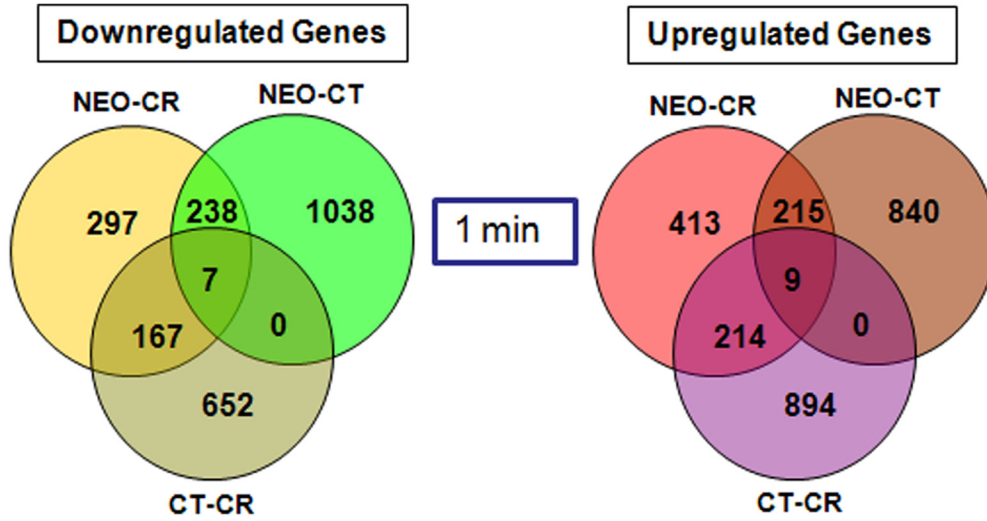 Downregulated Genes
Upregulated Genes
NEO-CR
NEO-CT
NEO-CR
NEO-CT
297
238
1038
1 min
413
215
840
7
9
167
0
214
0
652
894
CT-CR
CT-CR